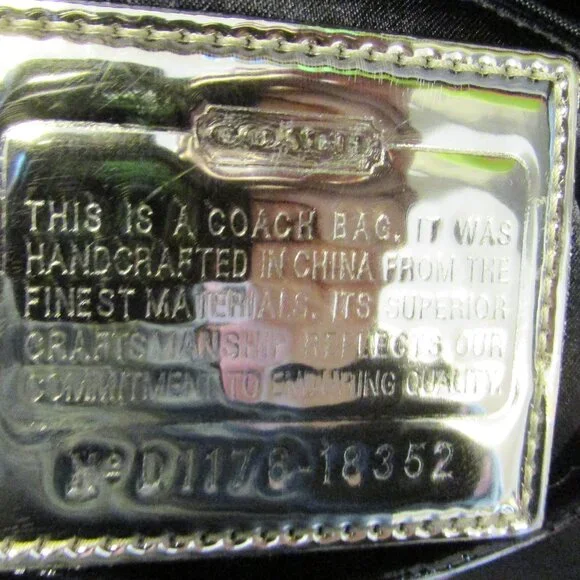 COACH
THIS IS A COACH BAG. IT WAS
HANDCRAFTED IN CHINA FROM THE
FINEST MATERIALS. ITS SUPERIOR
CRAFTSMANSHIP REFLECTS OUR
COMMITMENT TO ENDURING QUALITY.
Nº D1178-18352